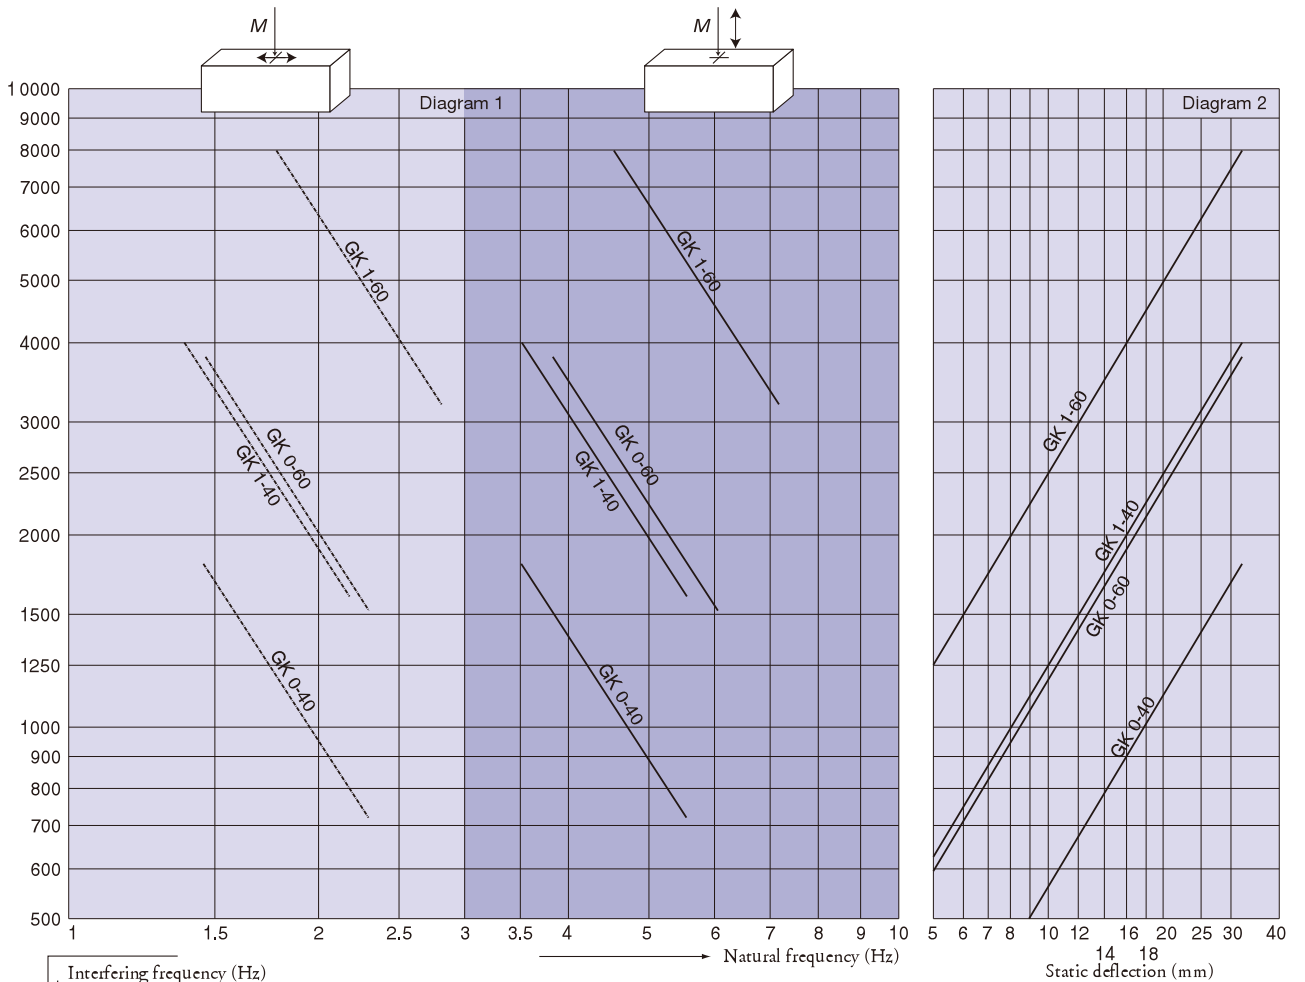 M M
10000 Diagram 1 Diagram 2
9000
8000
7000
6000
5000
4000
3000
2500
2000
1500
1250
1000
900
800
700
600
500
GK 1-60
GK 0-60
GK 1-40
GK 0-40
GK 1-60
GK 0-60
GK 1-40
GK 0-40
GK 1-60
GK 1-40
GK 0-60
GK 0-40
1 1.5 2 2.5 3 3.5 4 5 6 7 8 9 10
5 6 7 8 10 12 16 20 25 30 40
14 18
Interfering frequency (Hz)
Natural frequency (Hz)
Static deflection (mm)